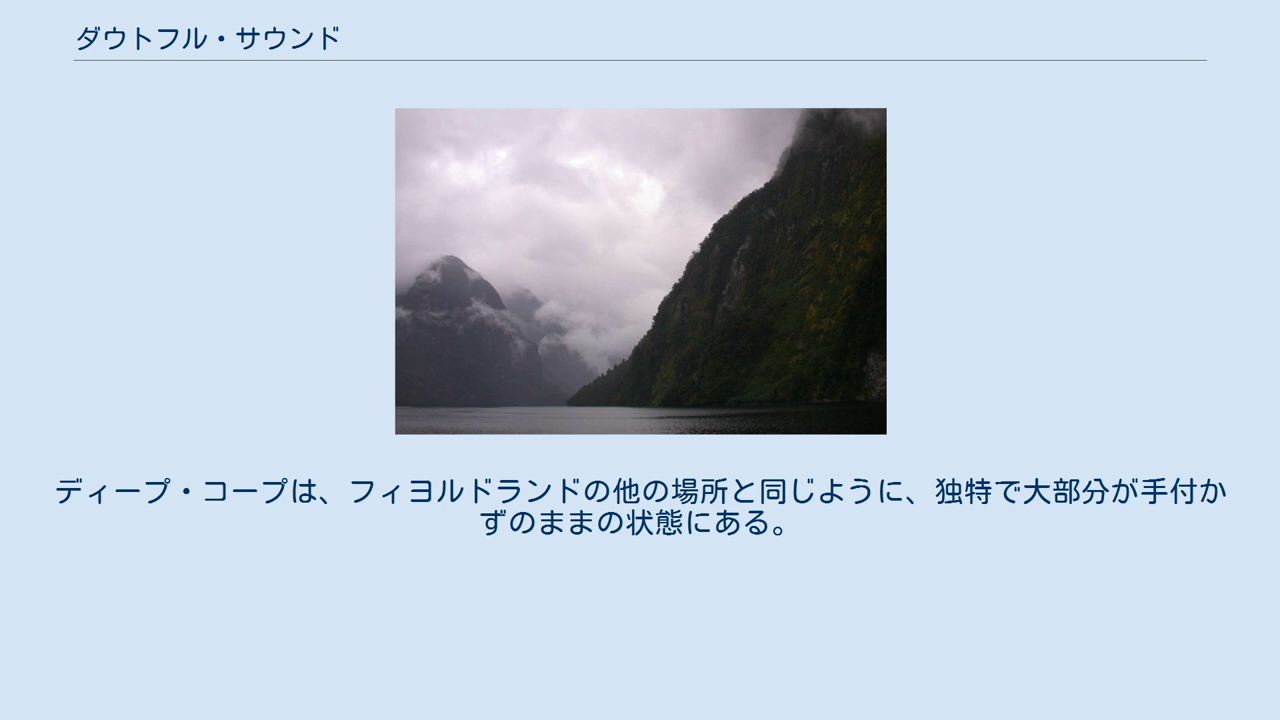 ダウトフル・サウンド
ディープ・コープは、フィヨルドランドの他の場所と同じように、独特で大部分が手付か
ずのままの状態にある。